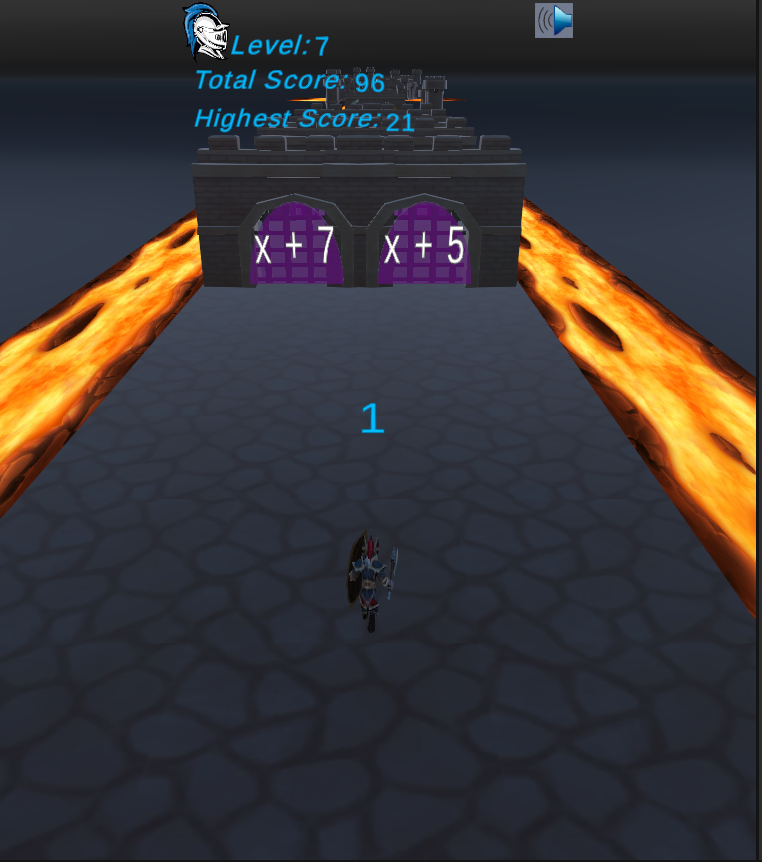 Level: 7
Total Score: 96
Highest Score: 21
x + 7
x + 5
1